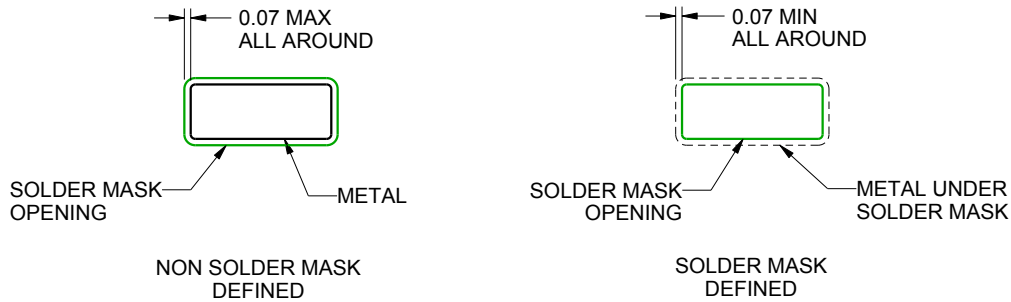 0.07 MAX
ALL AROUND
SOLDER MASK
OPENING
METAL
NON SOLDER MASK
DEFINED
0.07 MIN
ALL AROUND
SOLDER MASK
OPENING
METAL UNDER
SOLDER MASK
SOLDER MASK
DEFINED